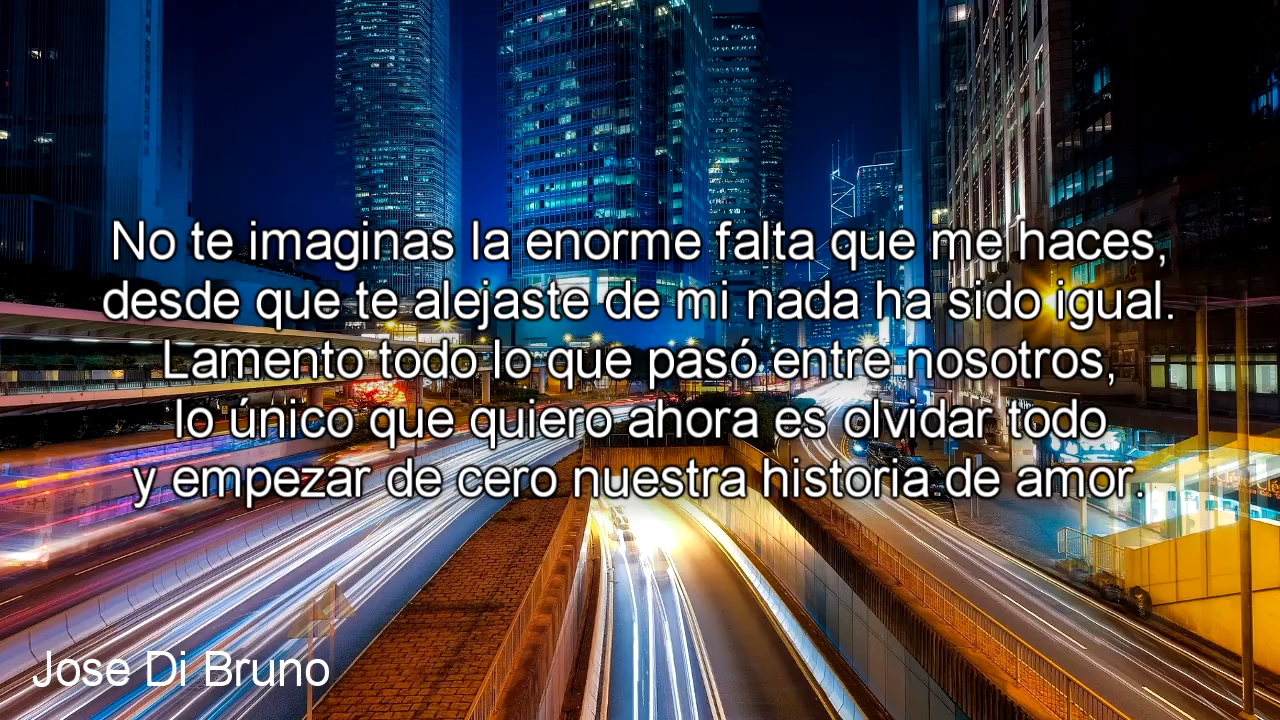 No te imaginas la enorme falta que me haces,
desde que te alejaste de mi nada ha sido igual.
Lamento todo lo que pasó entre nosotros,
lo único que quiero ahora es olvidar todo
y empezar de cero nuestra historia de amor.
Jose Di Bruno